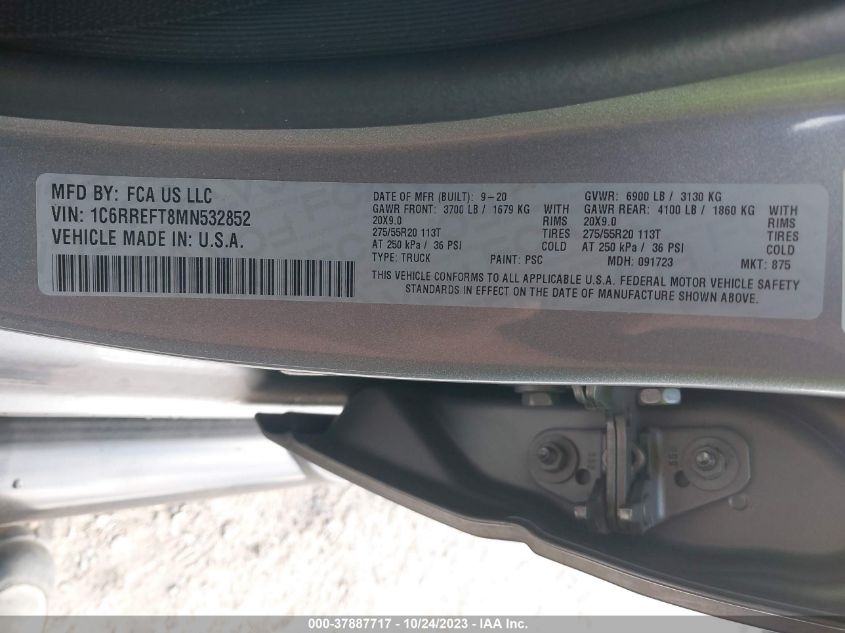 MFD BY: FCA US LLC
VIN: 1C6RREFT8MN532852
VEHICLE MADE IN: U.S.A.
DATE OF MFR (BUILT): 9-20 GVWR: 6900 LB / 3130 KG
GAWR FRONT: 3700 LB / 1679 KG WITH GAWR REAR: 4100 LB / 1860 KG WITH
20X9.0 RIMS 20X9.0 RIMS
275/55R20 113T TIRES 275/55R20 113T TIRES
AT 250 kPa / 36 PSI COLD AT 250 kPa / 36 PSI COLD
TYPE: TRUCK PAINT: PSC MDH: 091723 MKT: 875
THIS VEHICLE CONFORMS TO ALL APPLICABLE U.S.A. FEDERAL MOTOR VEHICLE SAFETY
STANDARDS IN EFFECT ON THE DATE OF MANUFACTURE SHOWN ABOVE.
000-37887717 - 10/24/2023 - IAA Inc.